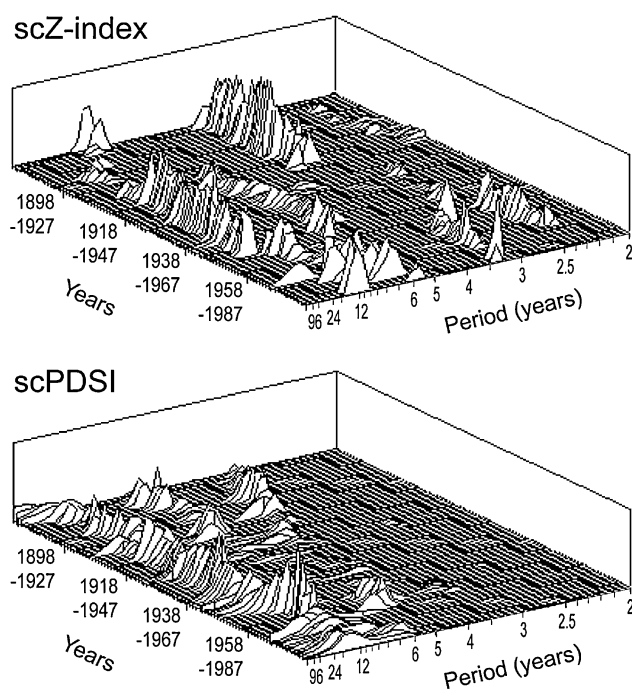 scZ-index
1898
-1927
1918
-1947
1938
-1967
1958
-1987
Years
96 24 12 6 5 4 3 2.5 2
Period (years)
scPDSI
1898
-1927
1918
-1947
1938
-1967
1958
-1987
Years
96 24 12 6 5 4 3 2.5 2
Period (years)